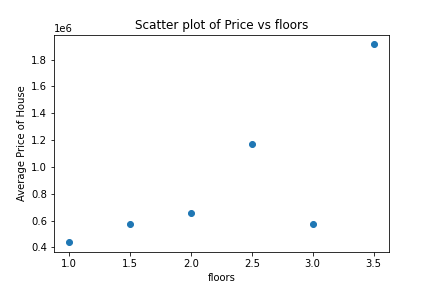 Scatter plot of Price vs floors
1e6
1.8
1.6
1.4
1.2
1.0
0.8
0.6
0.4
Average Price of House
1.0 1.5 2.0 2.5 3.0 3.5
floors